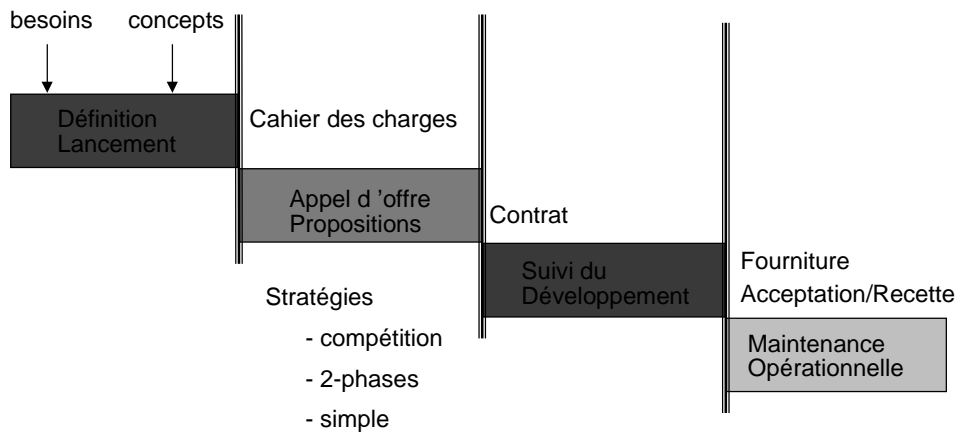 besoins concepts
Définition
Lancement
Cahier des charges
Appel d ’offre
Propositions
Contrat
Stratégies
- compétition
- 2-phases
- simple
Suivi du
Développement
Fourniture
Acceptation/Recette
Maintenance
Opérationnelle